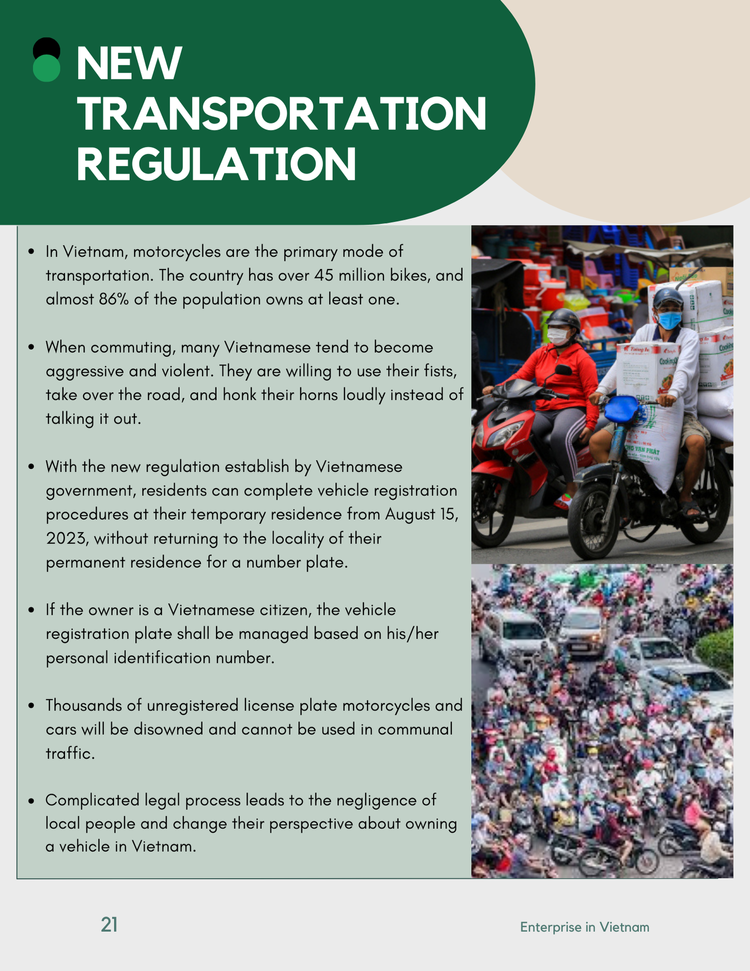 NEW
TRANSPORTATION
REGULATION
• In Vietnam, motorcycles are the primary mode of
transportation. The country has over 45 million bikes, and
almost 86% of the population owns at least one.
• When commuting, many Vietnamese tend to become
aggressive and violent. They are willing to use their fists,
take over the road, and honk their horns loudly instead of
talking it out.
• With the new regulation establish by Vietnamese
government, residents can complete vehicle registration
procedures at their temporary residence from August 15,
2023, without returning to the locality of their
permanent residence for a number plate.
• If the owner is a Vietnamese citizen, the vehicle
registration plate shall be managed based on his/her
personal identification number.
• Thousands of unregistered license plate motorcycles and
cars will be disowned and cannot be used in communal
traffic.
• Complicated legal process leads to the negligence of
local people and change their perspective about owning
a vehicle in Vietnam.
21
Enterprise in Vietnam